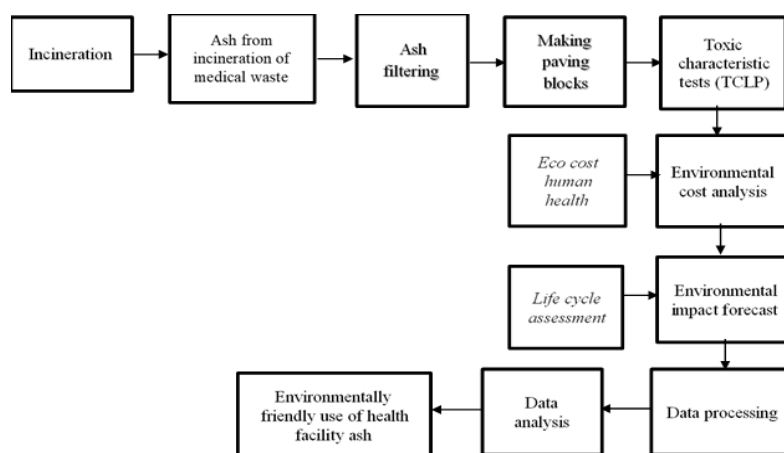 Incineration
Ash from
incineration of
medical waste
Ash
filtering
Making
paving
blocks
Toxic
characteristic
tests (TCLP)
Eco cost
human
health
Environmental
cost analysis
Life cycle
assessment
Environmental
impact forecast
Environmentally
friendly use of health
facility ash
Data
analysis
Data processing